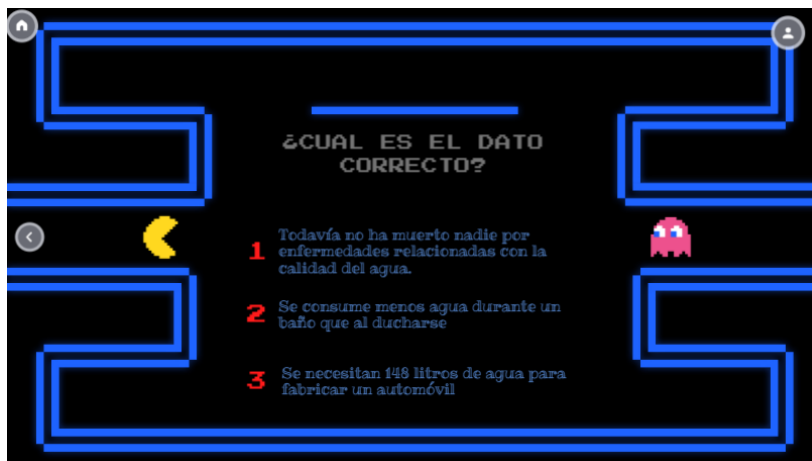 ¿CUAL ES EL DATO
CORRECTO?
1
Todavía no ha muerto nadie por
enfermedades relacionadas con la
calidad del agua.
2
Se consume menos agua durante un
baño que al ducharse
3
Se necesitan 148 litros de agua para
fabricar un automóvil